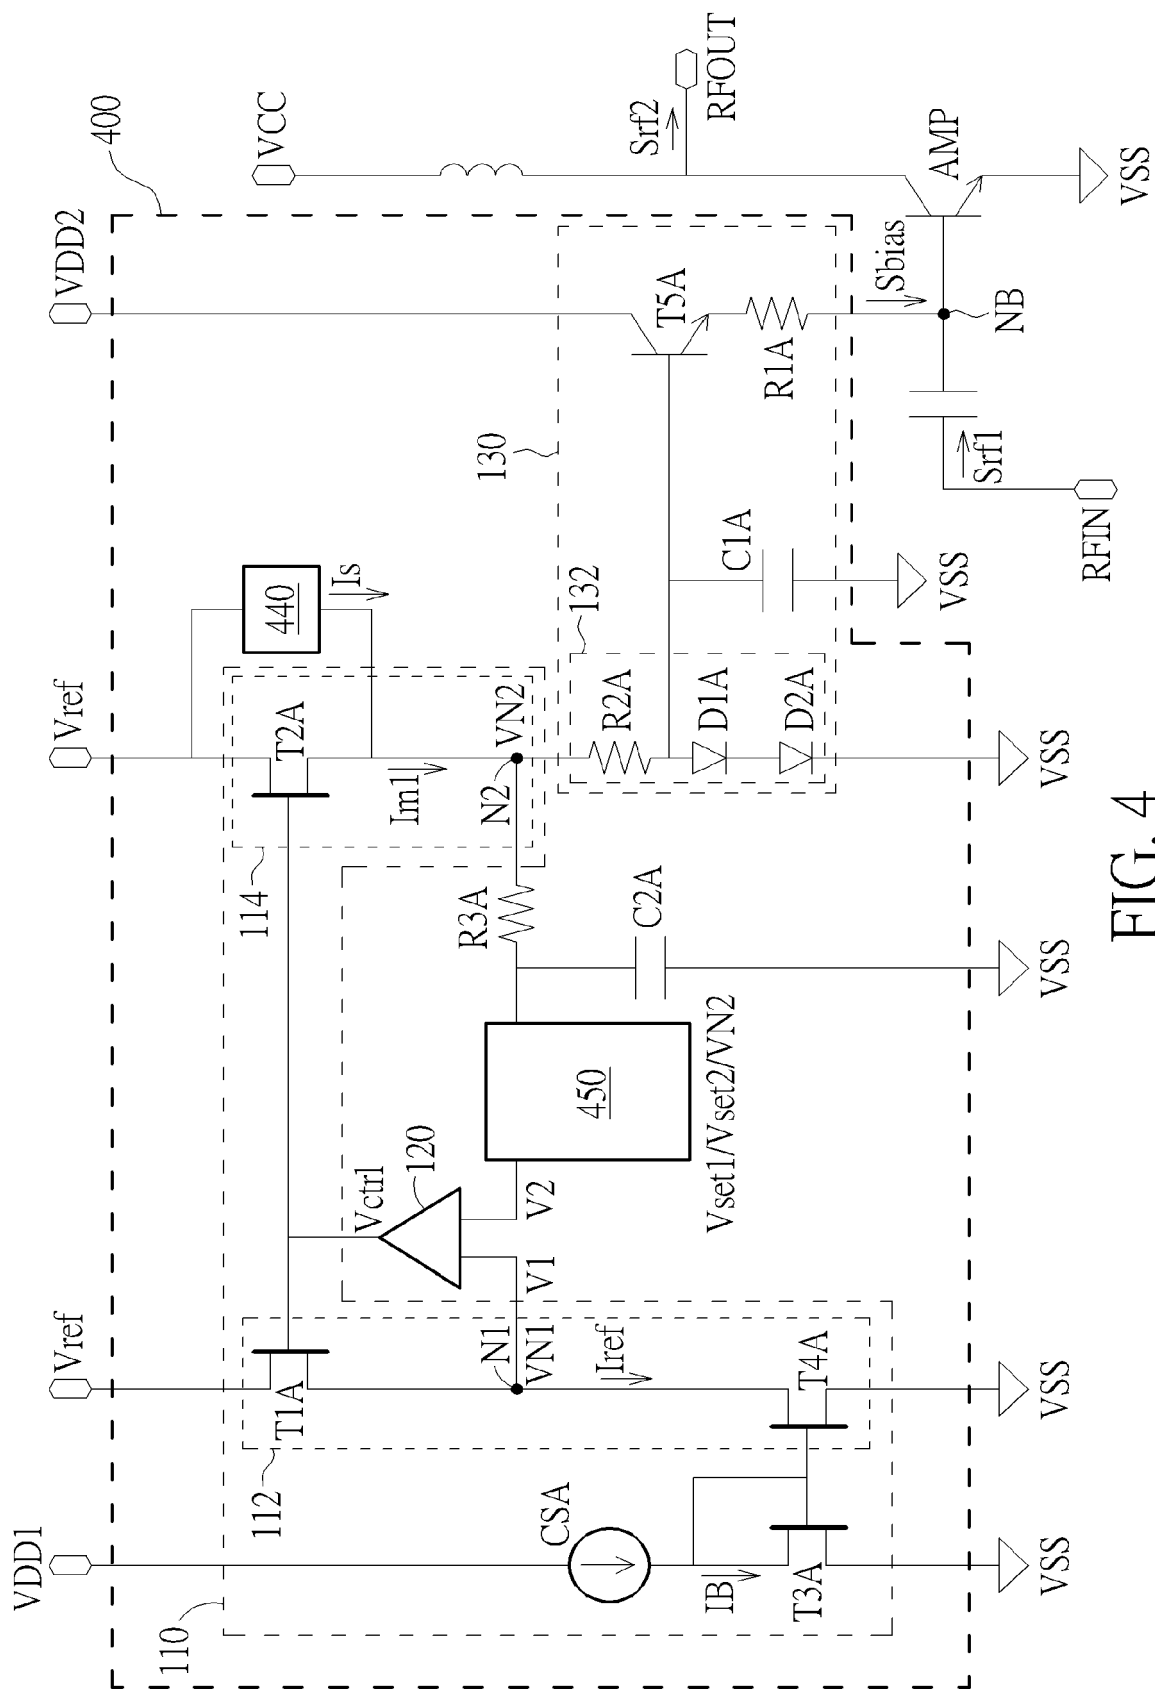 VDD1
Vref
Vref
VDD2
VCC
400
110
112
T1A
114
T2A
440
Is
Im1
Vctrl
120
N1
VN1
V1
V2
450
Vset1/Vset2/VN2
R3A
C2A
N2
VN2
Iref
CSA
IB
T3A
T4A
130
132
R2A
D1A
D2A
C1A
T5A
R1A
Sbias
NB
AMP
Srf2
RFOUT
Srf1
RFIN
VSS
VSS
VSS
VSS
VSS
VSS
FIG. 4